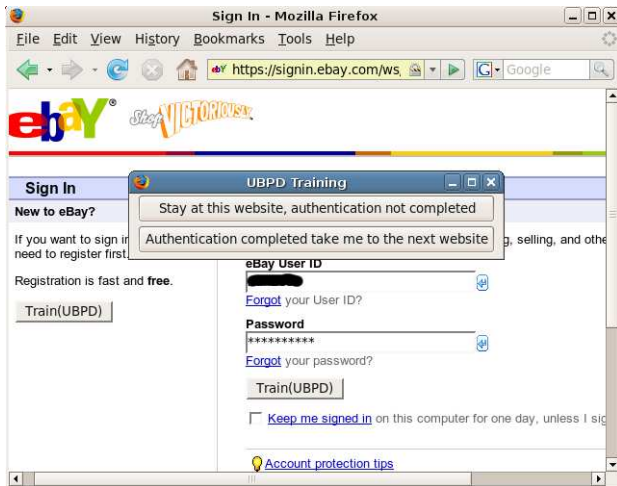 Sign In - Mozilla Firefox
File Edit View History Bookmarks Tools Help
https://signin.ebay.com/ws
G Google
ebaY®
Shop VICTORIOUSLY.
Sign In
UBPD Training
Stay at this website, authentication not completed
Authentication completed take me to the next website
New to eBay?
If you want to sign in
g, selling, and othe
need to register first.
Registration is fast and free.
Train(UBPD)
eBay User ID
Forgot your User ID?
Password
**********
Forgot your password?
Train(UBPD)
Keep me signed in on this computer for one day, unless I sig
Account protection tips